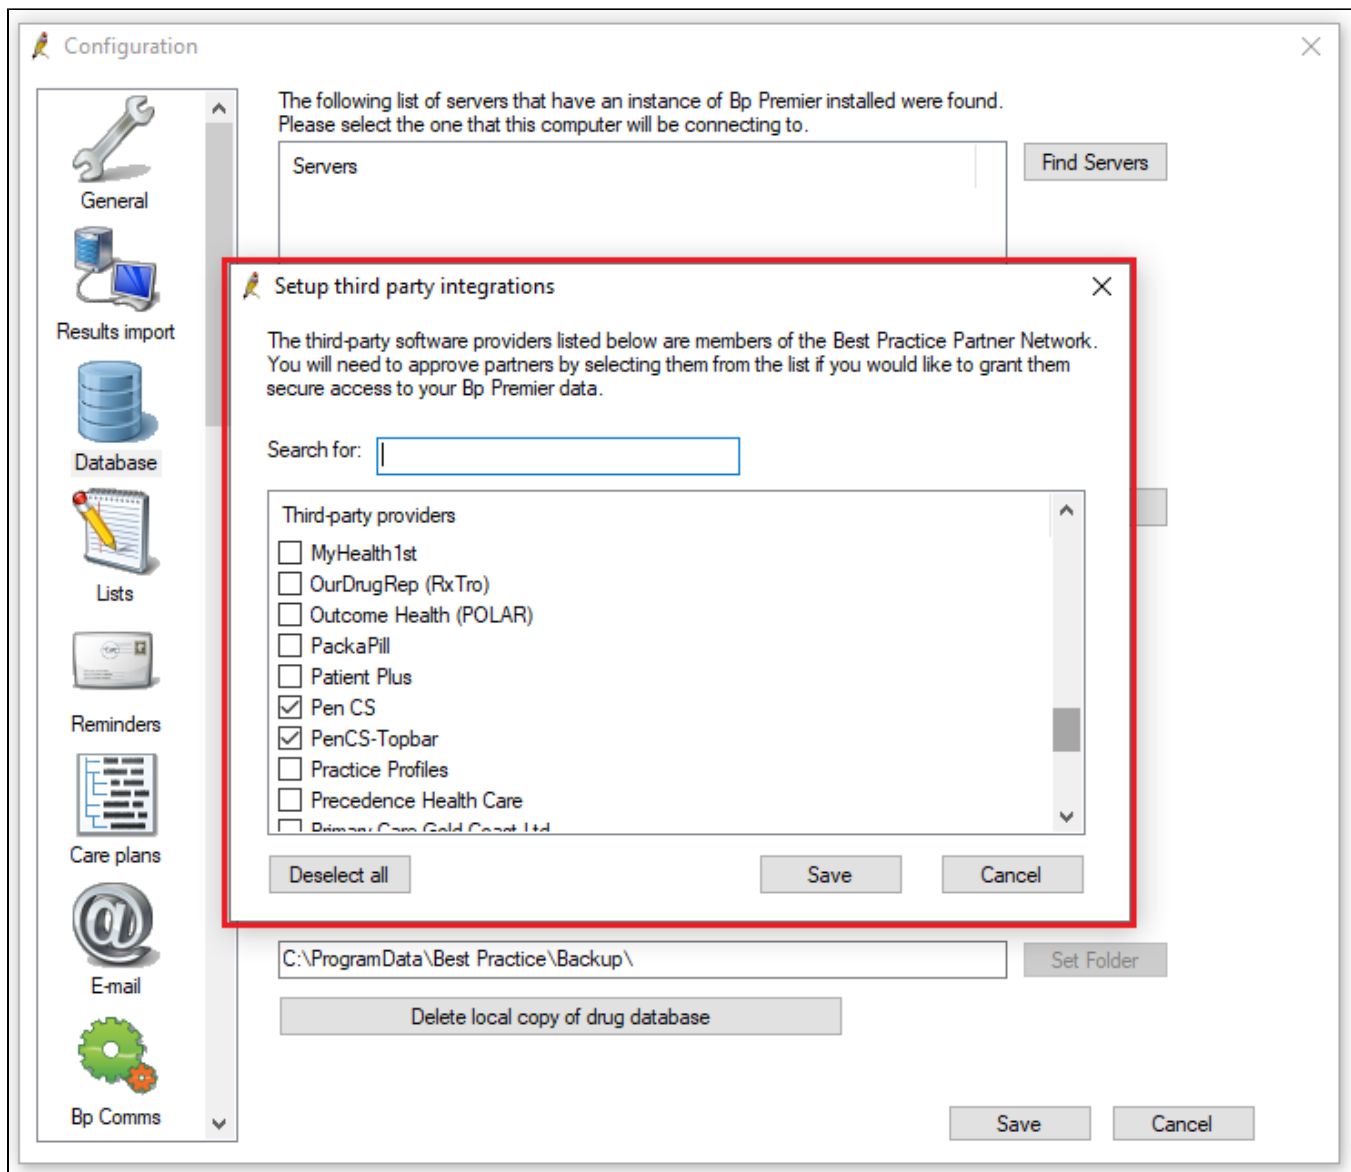 Configuration
General
Results import
Database
Lists
Reminders
Care plans
E-mail
Bp Comms
The following list of servers that have an instance of Bp Premier installed were found.
Please select the one that this computer will be connecting to.
Servers
Find Servers
Setup third party integrations
The third-party software providers listed below are members of the Best Practice Partner Network.
You will need to approve partners by selecting them from the list if you would like to grant them
secure access to your Bp Premier data.
Search for:
Third-party providers
MyHealth1st
OurDrugRep (RxTro)
Outcome Health (POLAR)
PackaPill
Patient Plus
Pen CS
PenCS-Topbar
Practice Profiles
Precedence Health Care
Primary Care Gold Coast Ltd
Deselect all
Save
Cancel
C:\ProgramData\Best Practice\Backup\
Set Folder
Delete local copy of drug database
Save
Cancel